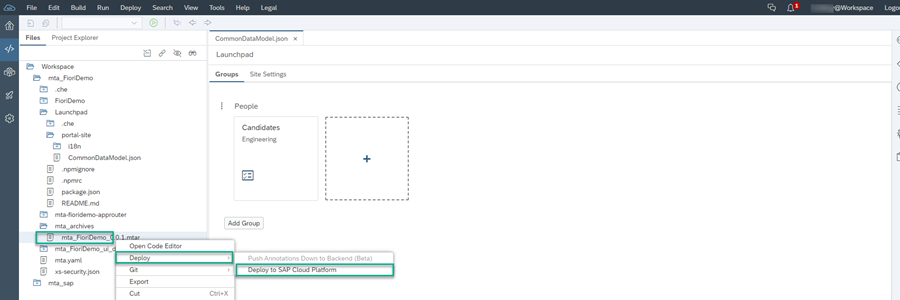 File Edit Build Run Deploy Search View Tools Help Legal
1 @Workspace Logo
Files Project Explorer
CommonDataModel.json ×
Launchpad
Groups Site Settings
Workspace
mta_FioriDemo
.che
FioriDemo
Launchpad
.che
portal-site
i18n
CommonDataModel.json
.npmignore
.npmrc
package.json
README.md
mta-fioridemo-approuter
mta_archives
mta_FioriDemo_0.0.1.mtar
mta_FioriDemo_ui_d
mta.yaml
xs-security.json
mta_sap
People
Candidates
Engineering
+
Add Group
Open Code Editor
Deploy
Git
Export
Cut Ctrl+X
Push Annotations Down to Backend (Beta)
Deploy to SAP Cloud Platform